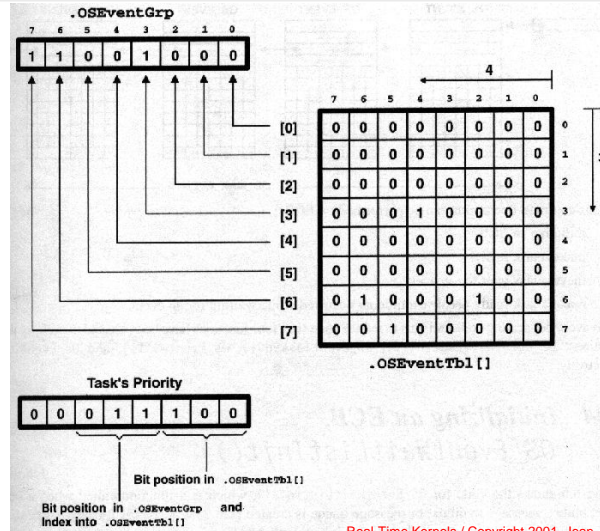 .OSEventGrp
7 6 5 4 3 2 1 0
1 1 0 0 1 0 0 0
4
7 6 5 4 3 2 1 0
[0] 0 0 0 0 0 0 0 0 0
[1] 0 0 0 0 0 0 0 0 1
[2] 0 0 0 0 0 0 0 0 2
[3] 0 0 0 1 0 0 0 0 3
[4] 0 0 0 0 0 0 0 0 4
[5] 0 0 0 0 0 0 0 0 5
[6] 0 1 0 0 0 1 0 0 6
[7] 0 0 1 0 0 0 0 0 7
.OSEventTbl[]
Task's Priority
0 0 0 1 1 1 0 0
Bit position in .OSEventTbl[]
Bit position in .OSEventGrp and
Index into .OSEventTbl[]
Real Time Kernels / Copyright 2001, Jean